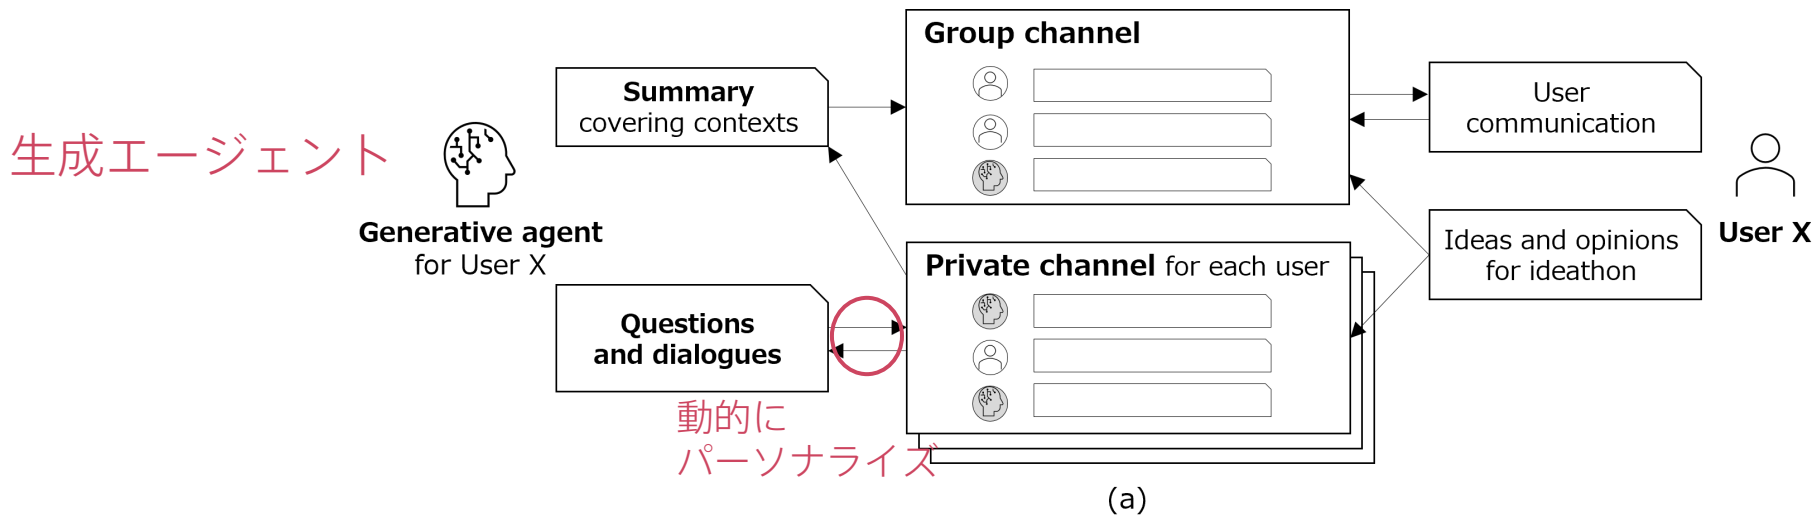 生成エージェント
Generative agent
for User X
Summary
covering contexts
Questions
and dialogues
動的に
パーソナライズ
Group channel
Private channel for each user
User
communication
Ideas and opinions
for ideathon
User X
(a)